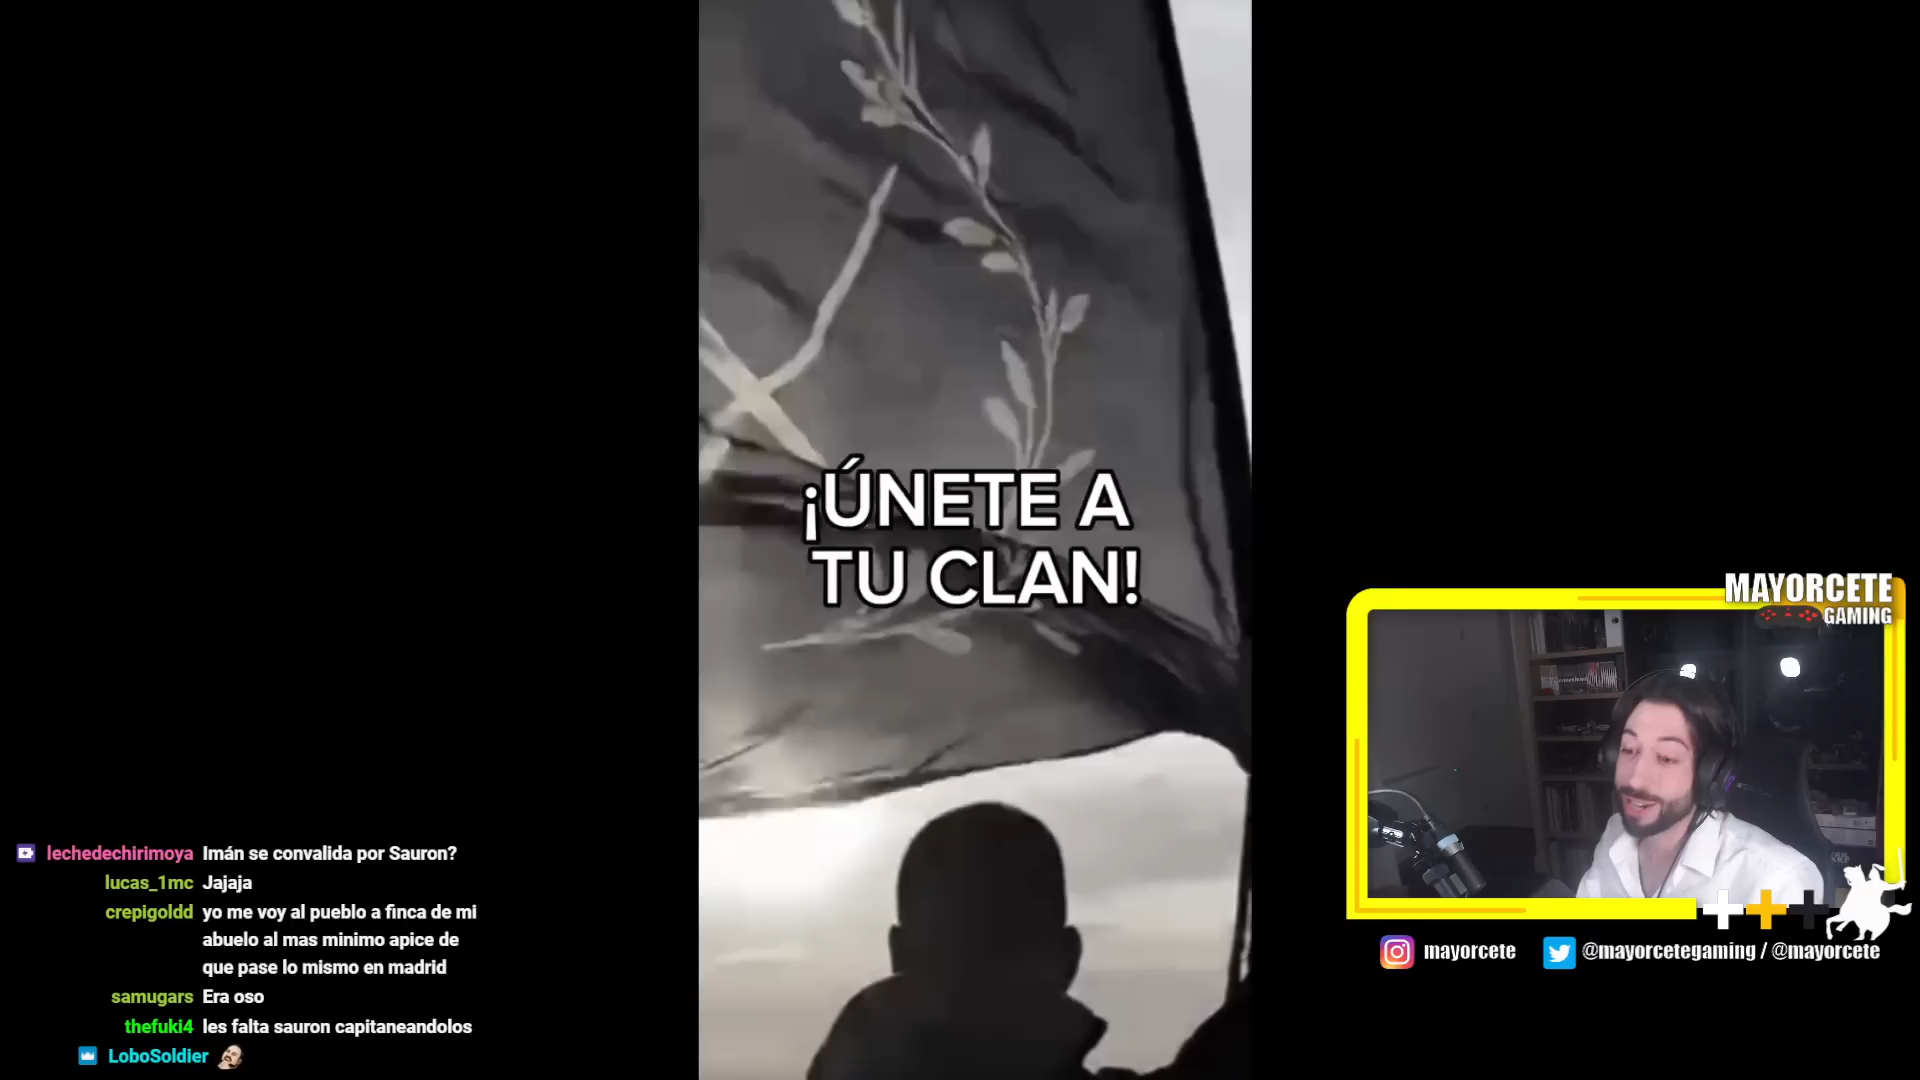 ¡ÚNETE A
TU CLAN!
MAYORCETE
GAMING
lechedechirimoya Imán se convalida por Sauron?
lucas_1mc Jajaja
crepigoldd yo me voy al pueblo a finca de mi
abuelo al mas minimo apice de
que pase lo mismo en madrid
samugars Era oso
thefuki4 les falta sauron capitaneandolos
LoboSoldier
mayorcete @mayorcetegaming / @mayorcete